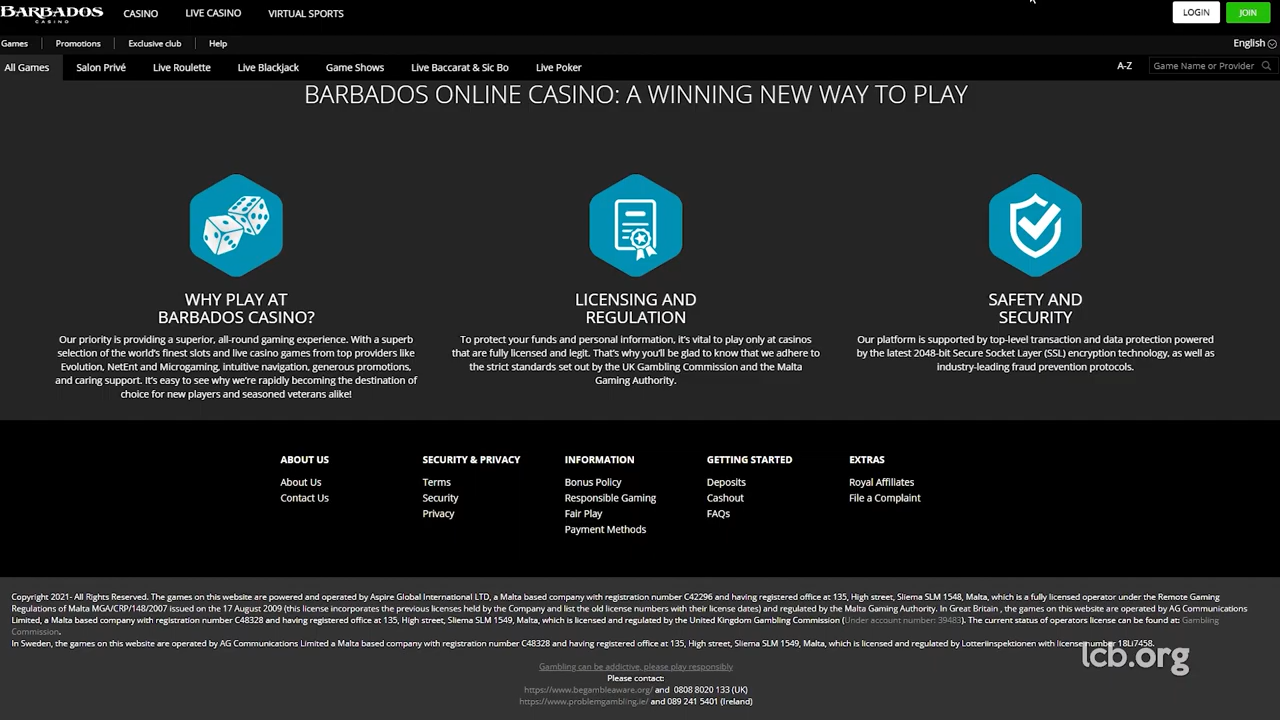 BARBADOS
CASINO
CASINO
LIVE CASINO
VIRTUAL SPORTS
LOGIN
JOIN
Games
Promotions
Exclusive club
Help
English
All Games
Salon Privé
Live Roulette
Live Blackjack
Game Shows
Live Baccarat & Sic Bo
Live Poker
A-Z
Game Name or Provider
BARBADOS ONLINE CASINO: A WINNING NEW WAY TO PLAY
WHY PLAY AT
BARBADOS CASINO?
Our priority is providing a superior, all-round gaming experience. With a superb
selection of the world's finest slots and live casino games from top providers like
Evolution, NetEnt and Microgaming, intuitive navigation, generous promotions,
and caring support. It's easy to see why we're rapidly becoming the destination of
choice for new players and seasoned veterans alike!
LICENSING AND
REGULATION
To protect your funds and personal information, it's vital to play only at casinos
that are fully licensed and legit. That's why you'll be glad to know that we adhere to
the strict standards set out by the UK Gambling Commission and the Malta
Gaming Authority.
SAFETY AND
SECURITY
Our platform is supported by top-level transaction and data protection powered
by the latest 2048-bit Secure Socket Layer (SSL) encryption technology, as well as
industry-leading fraud prevention protocols.
ABOUT US
About Us
Contact Us
SECURITY & PRIVACY
Terms
Security
Privacy
INFORMATION
Bonus Policy
Responsible Gaming
Fair Play
Payment Methods
GETTING STARTED
Deposits
Cashout
FAQs
EXTRAS
Royal Affiliates
File a Complaint
Copyright 2021- All Rights Reserved. The games on this website are powered and operated by Aspire Global International LTD, a Malta based company with registration number C42296 and having registered office at 135, High street, Sliema SLM 1548, Malta, which is a fully licensed operator under the Remote Gaming
Regulations of Malta MGA/CRP/148/2007 issued on the 17 August 2009 (this license incorporates the previous licenses held by the Company and list the old license numbers with their license dates) and regulated by the Malta Gaming Authority. In Great Britain , the games on this website are operated by AG Communications
Limited, a Malta based company with registration number C48328 and having registered office at 135, High street, Sliema SLM 1549, Malta, which is licensed and regulated by the United Kingdom Gambling Commission (Under account number: 39483). The current status of operators license can be found at: Gambling
Commission.
In Sweden, the games on this website are operated by AG Communications Limited a Malta based company with registration number C48328 and having registered office at 135, High street, Sliema SLM 1549, Malta, which is licensed and regulated by Lotteriinspektionen with license number 18Li7458.
lcb.org
Gambling can be addictive, please play responsibly
Please contact:
https://www.begambleaware.org/ and 0808 8020 133 (UK)
https://www.problemgambling.ie/ and 089 241 5401 (Ireland)